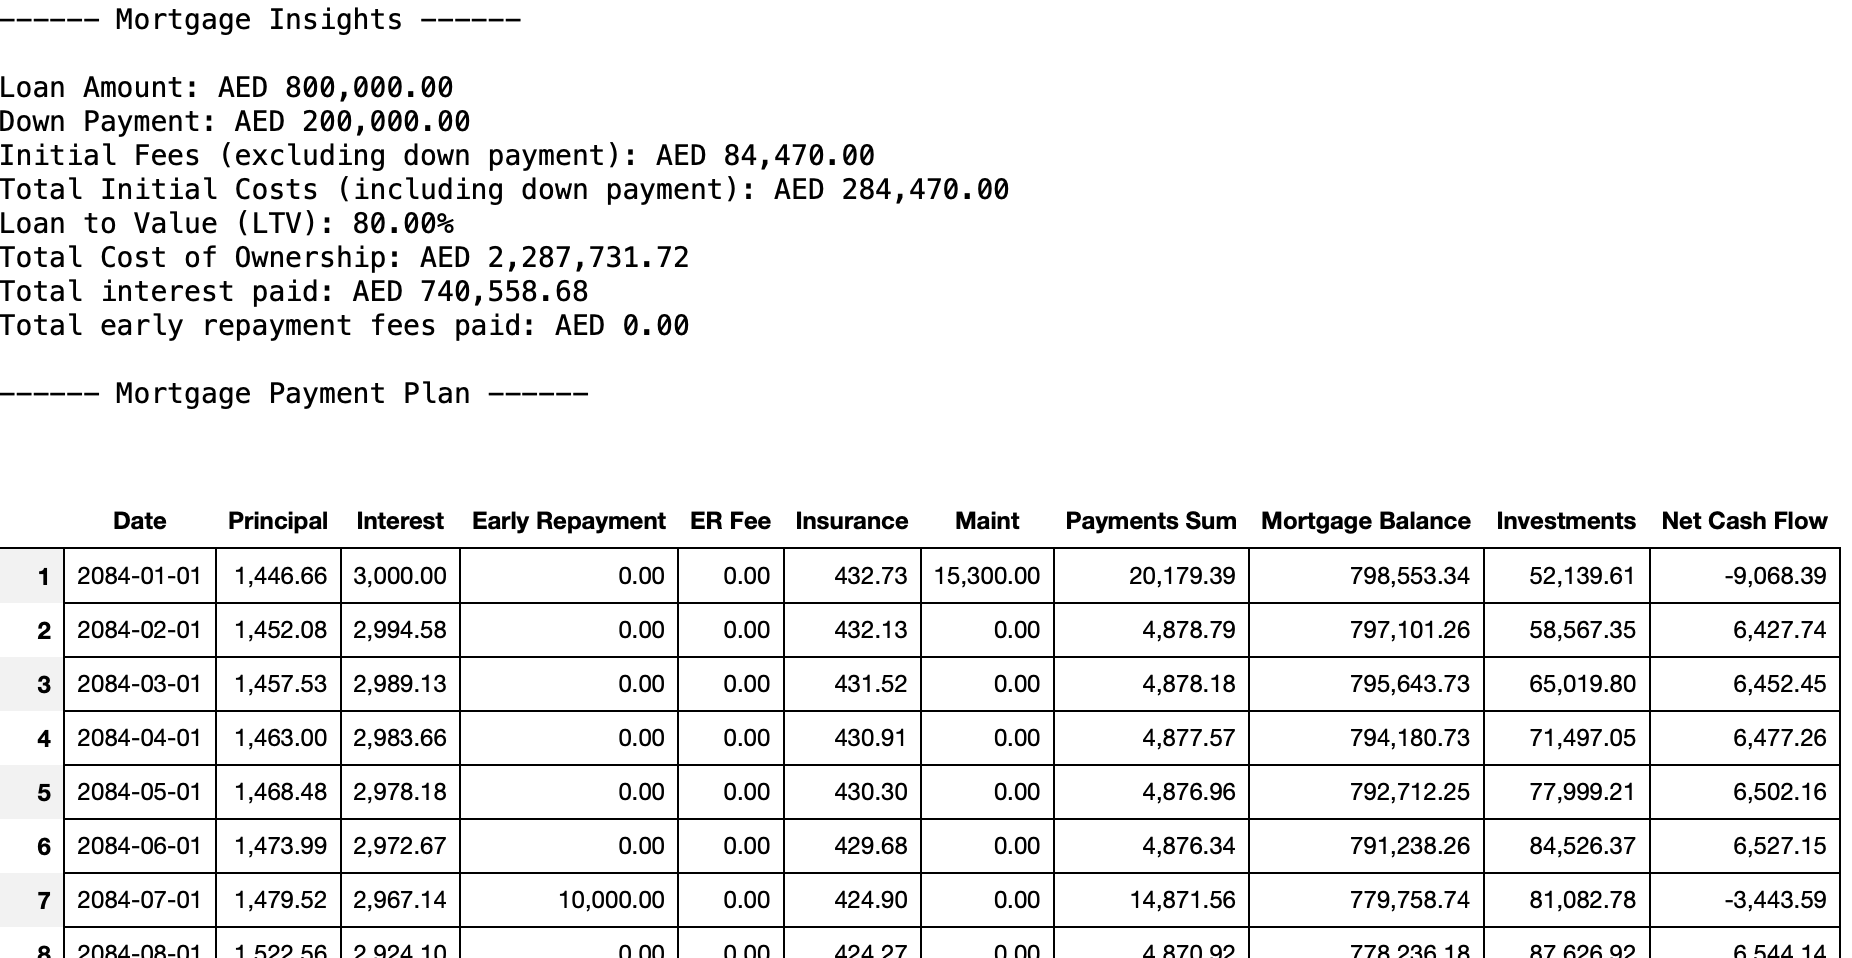 ------ Mortgage Insights ------
Loan Amount: AED 800,000.00
Down Payment: AED 200,000.00
Initial Fees (excluding down payment): AED 84,470.00
Total Initial Costs (including down payment): AED 284,470.00
Loan to Value (LTV): 80.00%
Total Cost of Ownership: AED 2,287,731.72
Total interest paid: AED 740,558.68
Total early repayment fees paid: AED 0.00
------ Mortgage Payment Plan ------
Date Principal Interest Early Repayment ER Fee Insurance Maint Payments Sum Mortgage Balance Investments Net Cash Flow
1 2084-01-01 1,446.66 3,000.00 0.00 0.00 432.73 15,300.00 20,179.39 798,553.34 52,139.61 -9,068.39
2 2084-02-01 1,452.08 2,994.58 0.00 0.00 432.13 0.00 4,878.79 797,101.26 58,567.35 6,427.74
3 2084-03-01 1,457.53 2,989.13 0.00 0.00 431.52 0.00 4,878.18 795,643.73 65,019.80 6,452.45
4 2084-04-01 1,463.00 2,983.66 0.00 0.00 430.91 0.00 4,877.57 794,180.73 71,497.05 6,477.26
5 2084-05-01 1,468.48 2,978.18 0.00 0.00 430.30 0.00 4,876.96 792,712.25 77,999.21 6,502.16
6 2084-06-01 1,473.99 2,972.67 0.00 0.00 429.68 0.00 4,876.34 791,238.26 84,526.37 6,527.15
7 2084-07-01 1,479.52 2,967.14 10,000.00 0.00 424.90 0.00 14,871.56 779,758.74 81,082.78 -3,443.59
8 2084-08-01 1,522.56 2,924.10 0.00 0.00 424.27 0.00 4,870.92 778,236.18 87,626.92 6,544.14